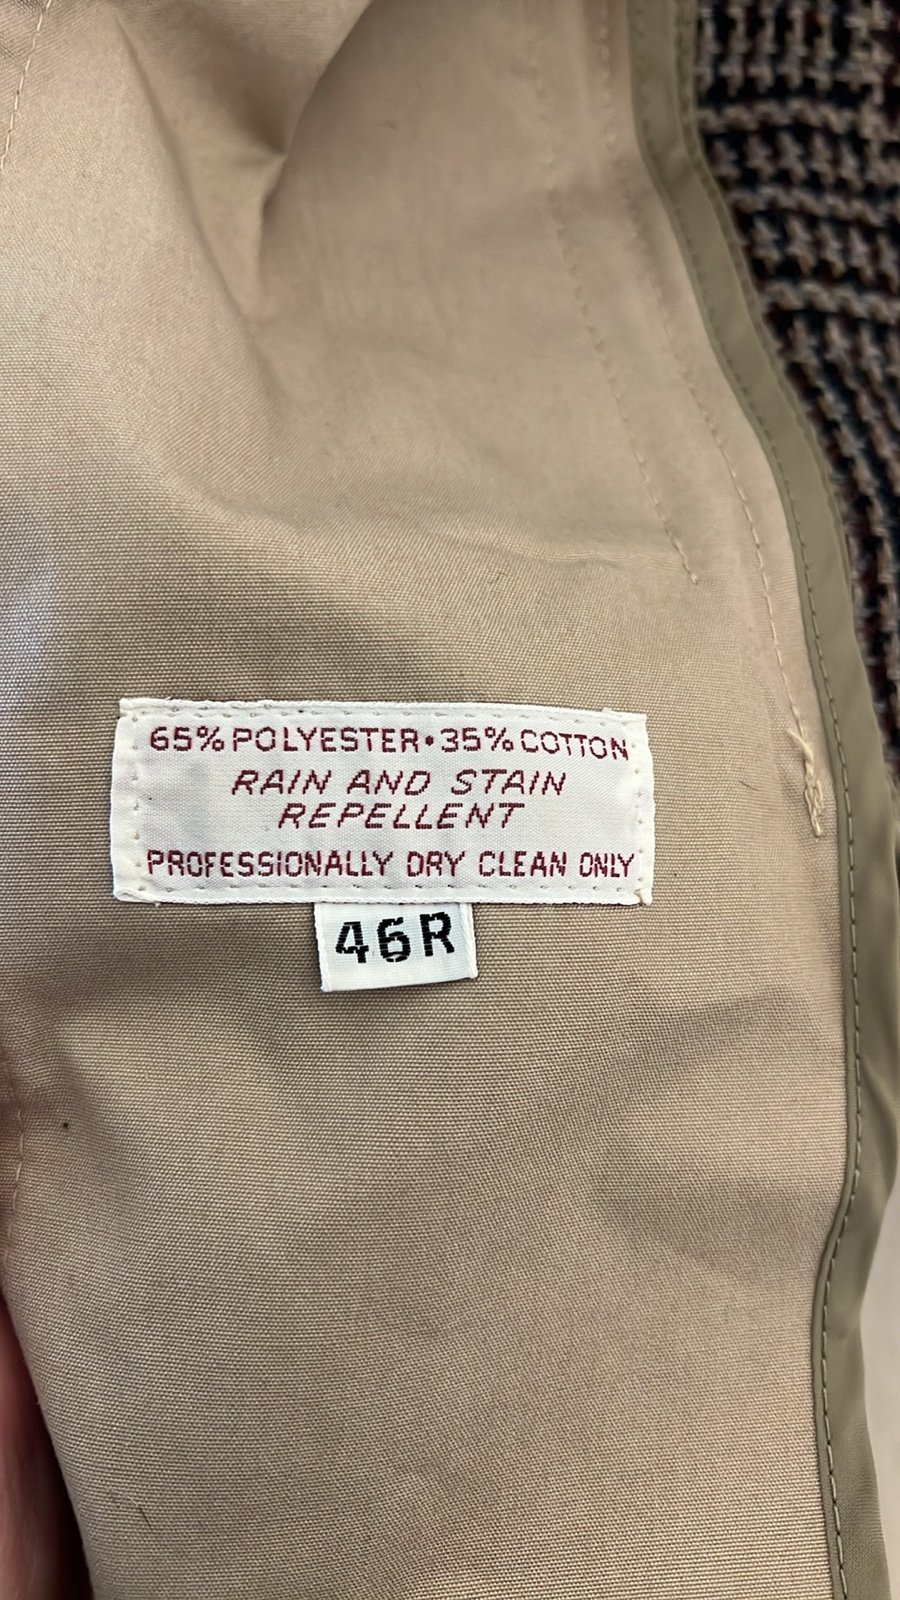 65% POLYESTER • 35% COTTON
RAIN AND STAIN
REPELLENT
PROFESSIONALLY DRY CLEAN ONLY
46R